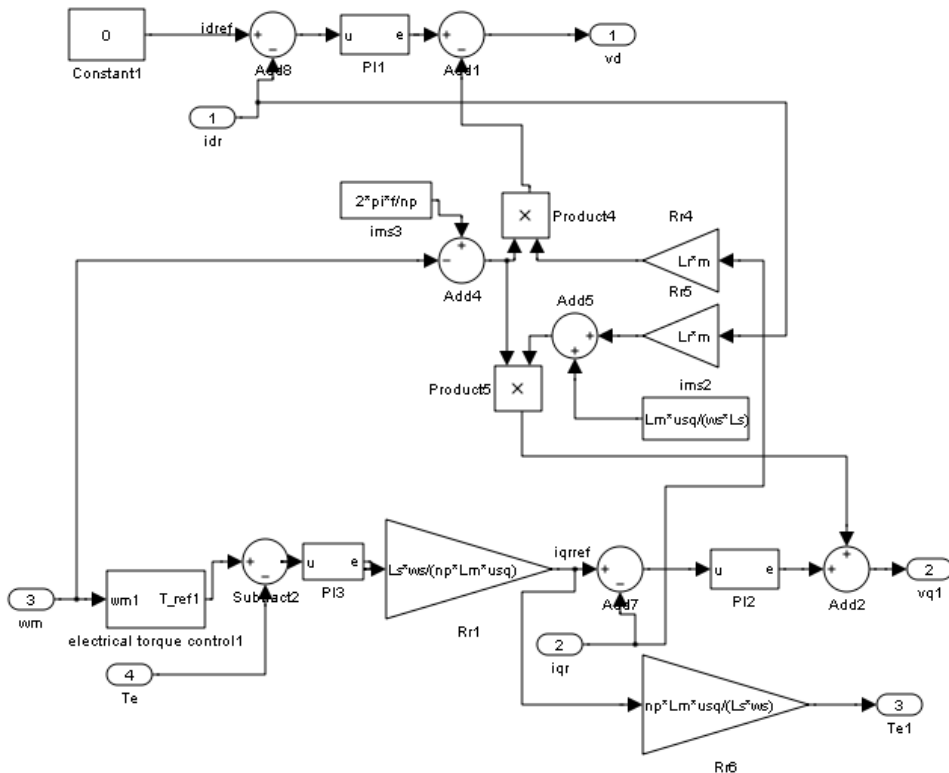 0
Constant1
idref
+
−
Add8
u e
PI1
+
−
Add1
1
vd
1
idr
2*pi*f/np
ims3
×
Product4
Rr4
Lr*m
+
−
Add4
Rr5
Lr*m
Add5
+
+
Product5
×
ims2
Lm*usq/(ws*Ls)
3
wm
wm1 T_ref1
electrical torque control1
+
−
Subtract2
u e
PI3
Ls*ws/(np*Lm*usq)
Rr1
iqrref
+
−
Add7
u e
PI2
+
+
Add2
2
vq1
4
Te
2
iqr
np*Lm*usq/(Ls*ws)
Rr6
3
Te1